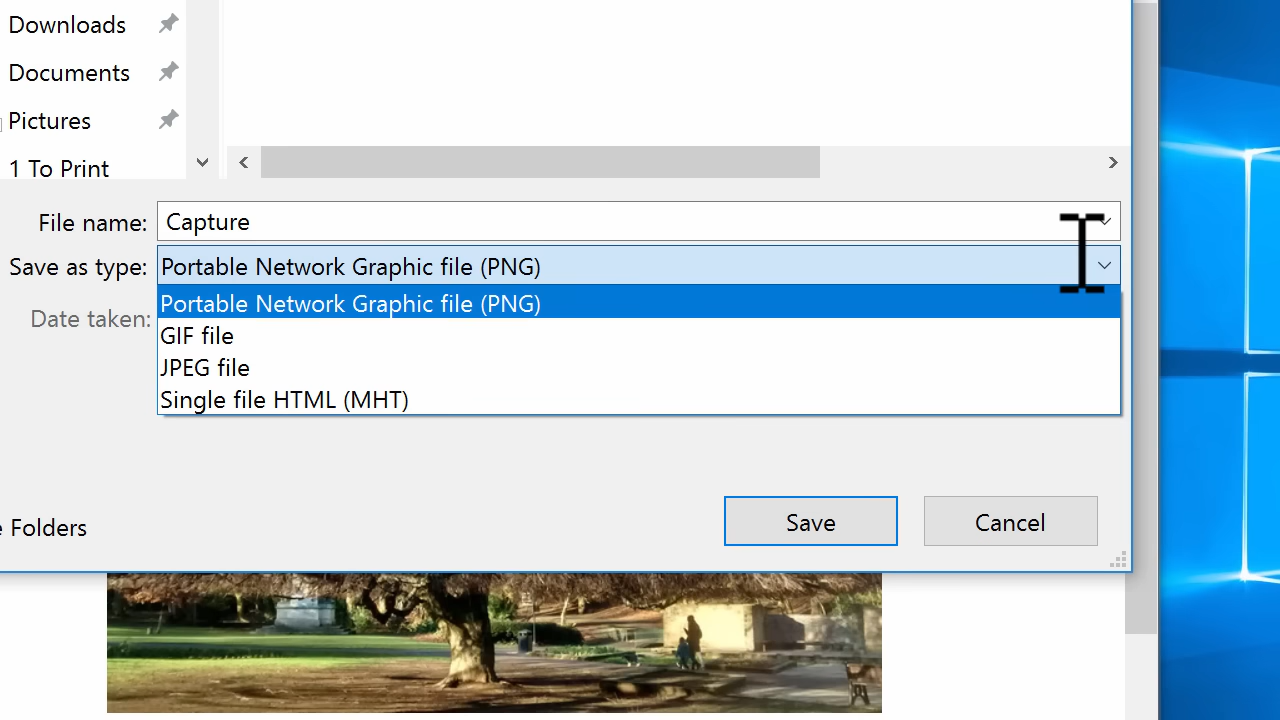 Downloads
Documents
Pictures
1 To Print
File name: Capture
Save as type: Portable Network Graphic file (PNG)
Portable Network Graphic file (PNG)
Date taken:
GIF file
JPEG file
Single file HTML (MHT)
Folders
Save Cancel